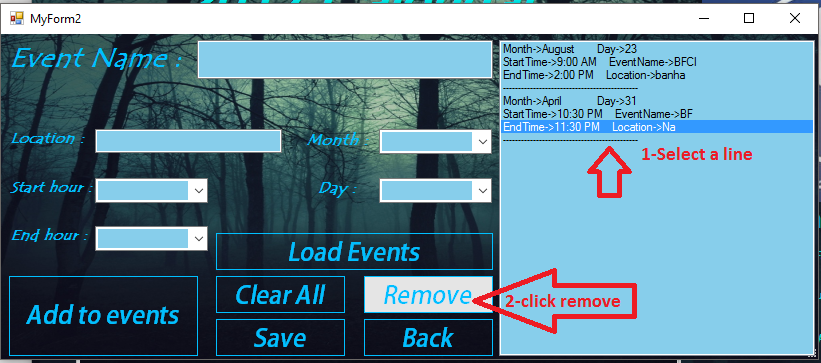 MyForm2
Event Name :
Location :
Month :
Start hour :
Day :
End hour :
Load Events
Clear All
Remove
Add to events
Save
Back
Month->August Day->23
StartTime->9:00 AM EventName->BFCI
EndTime->2:00 PM Location->banha
--------------------------------------------
Month->April Day->31
StartTime->10:30 PM EventName->BF
EndTime->11:30 PM Location->Na
--------------------------------------------
1-Select a line
2-click remove